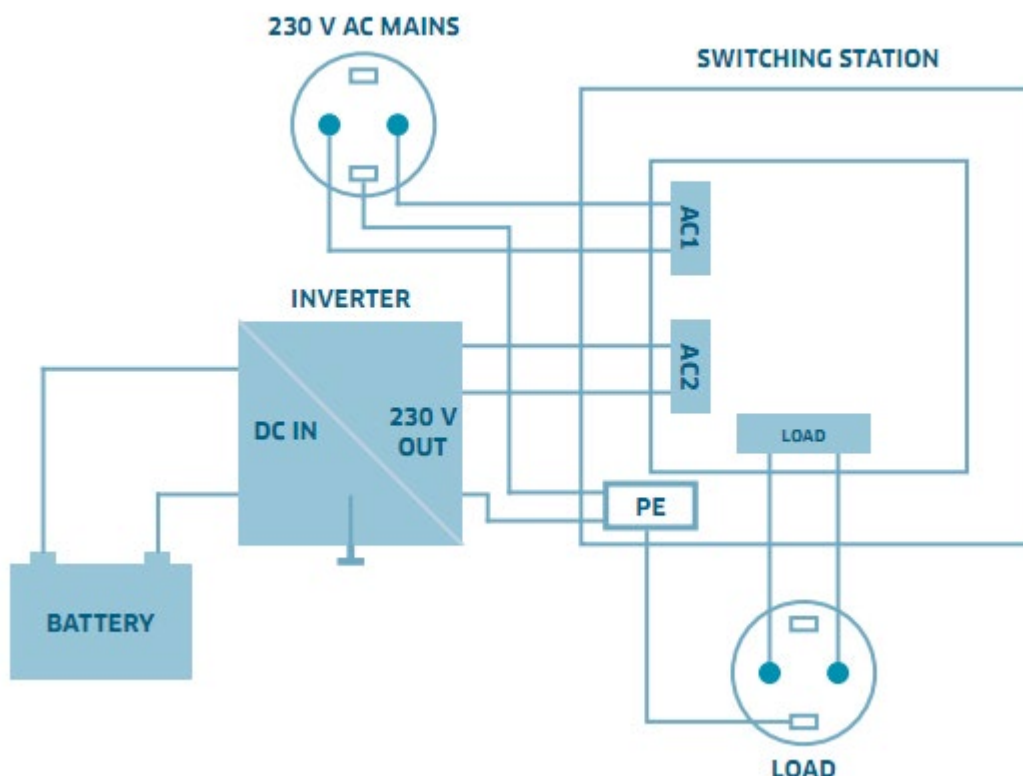 230 V AC MAINS
SWITCHING STATION
AC1
INVERTER
AC2
DC IN
230 V
OUT
LOAD
PE
BATTERY
LOAD